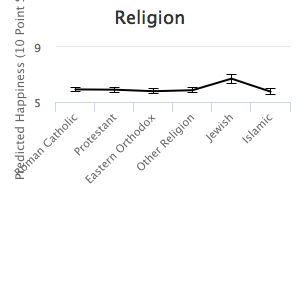 Religion
Predicted Happiness (10 Point
9
5
Roman Catholic
Protestant
Eastern Orthodox
Other Religion
Jewish
Islamic